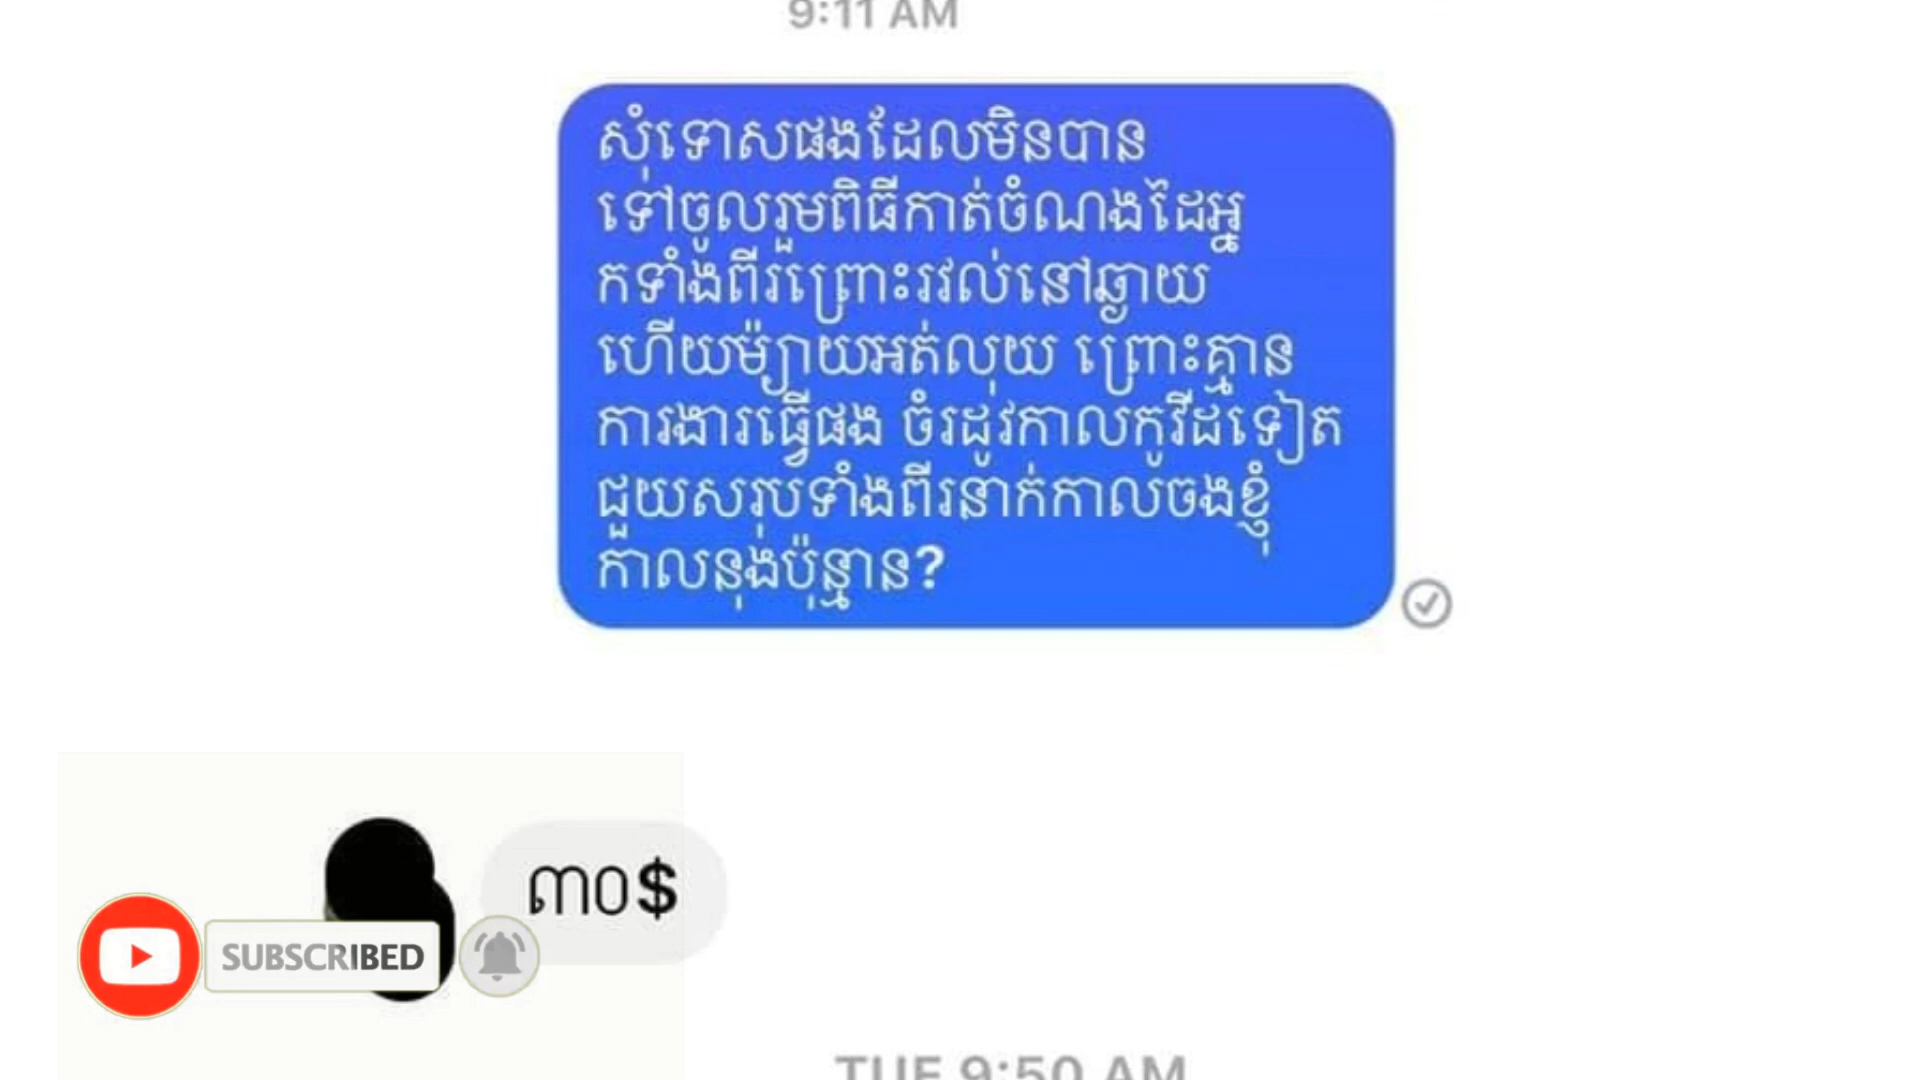 9:11 AM
សុំទោសផងដែលមិនបាន
ទៅចូលរួមពិធីកាត់ចំណងដៃអ្ន
កទាំងពីរព្រោះរវល់នៅឆ្ងាយ
ហើយម៉្យាយអត់លុយ ព្រោះគ្មាន
ការងារធ្វើផង ចំរដូវកាលកូវីដទៀត
ជួយសរុបទាំងពីរនាក់កាលចងខ្ញុំ
កាលនុងប៉ុន្មាន?
៣០$
SUBSCRIBED
TUE 9:50 AM